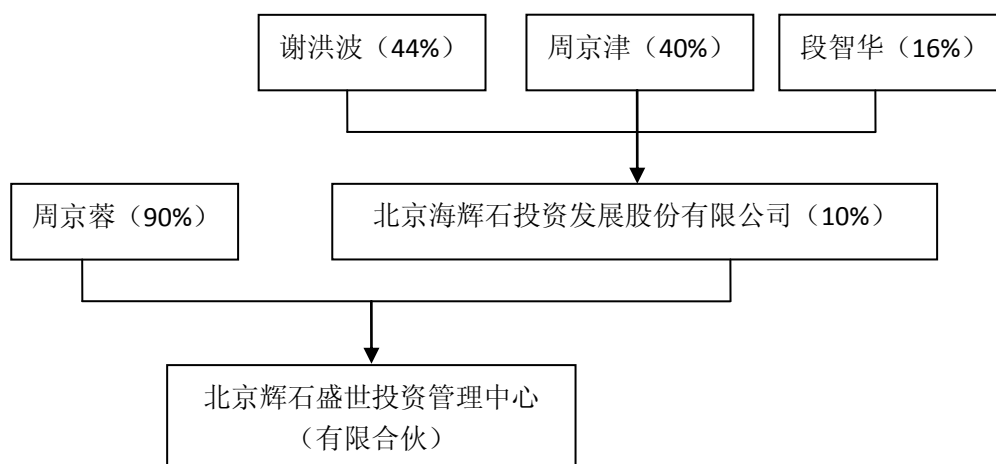 谢洪波（44%）
周京津（40%）
段智华（16%）
周京蓉（90%）
北京海辉石投资发展股份有限公司（10%）
北京辉石盛世投资管理中心
（有限合伙）